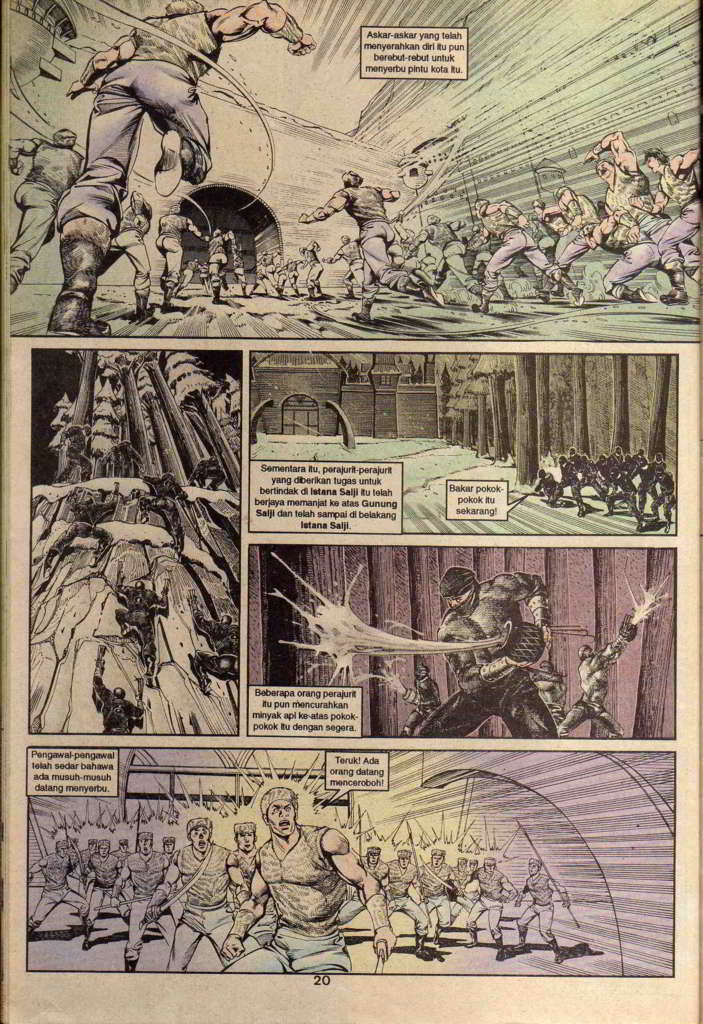 Askar-askar yang telah
menyerahkan diri itu pun
berebut-rebut untuk
menyerbu pintu kota itu.
Sementara itu, perajurit-perajurit
yang diberikan tugas untuk
bertindak di Istana Salji itu telah
berjaya memanjat ke atas Gunung
Salji dan telah sampai di belakang
Istana Salji.
Bakar pokok-
pokok itu
sekarang!
Beberapa orang perajurit
itu pun mencurahkan
minyak api ke-atas pokok-
pokok itu dengan segera.
Pengawal-pengawal
telah sedar bahawa
ada musuh-musuh
datang menyerbu.
Teruk! Ada
orang datang
menceroboh!
20